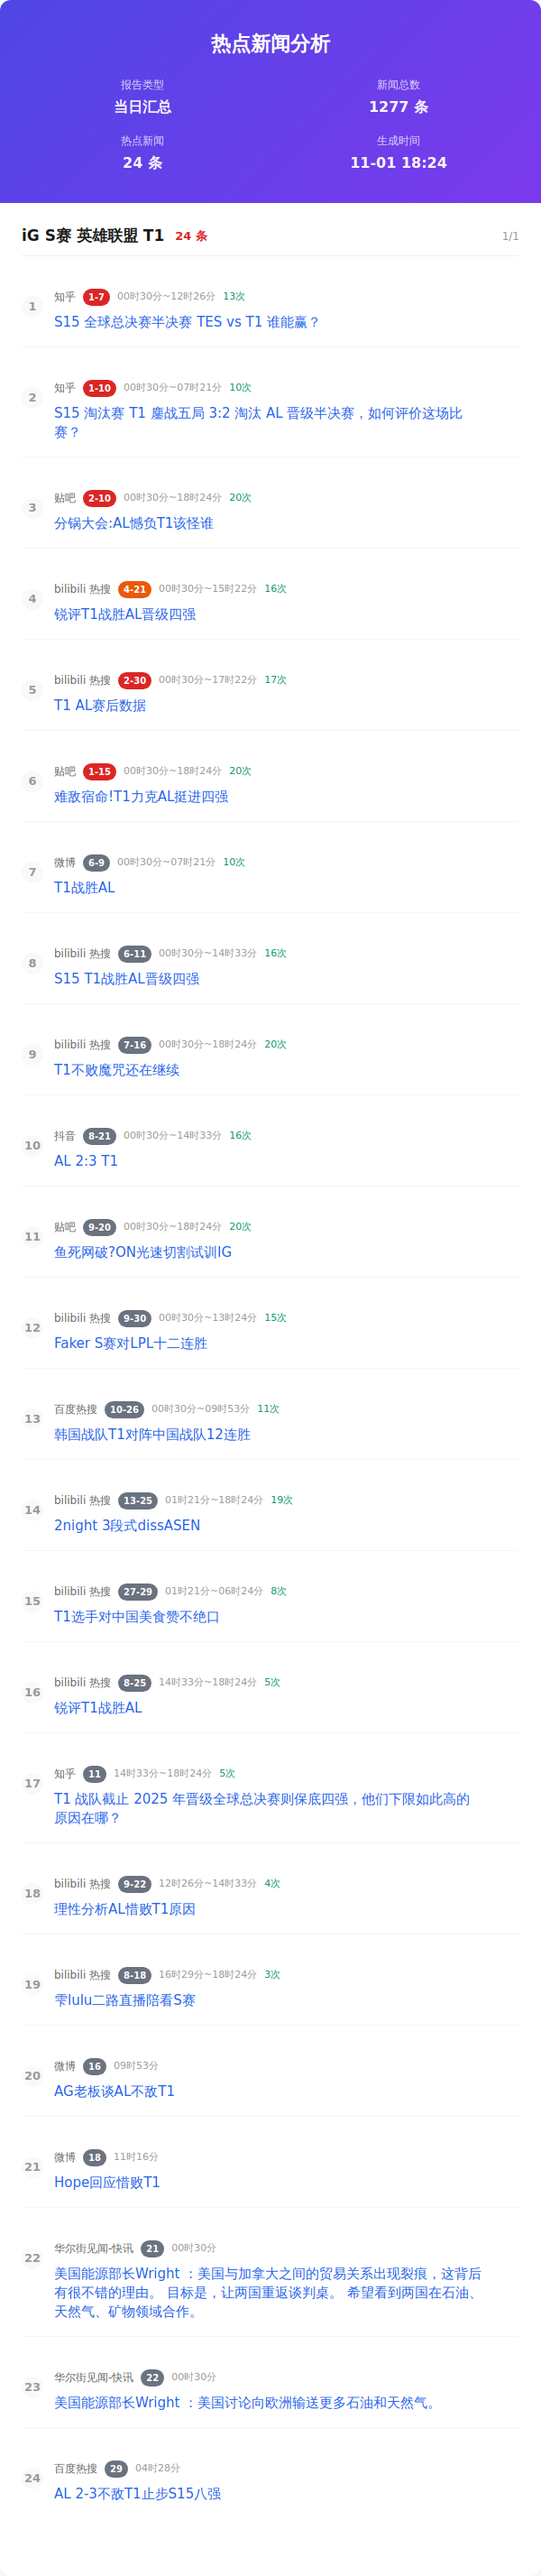 热点新闻分析
报告类型
当日汇总
新闻总数
1277 条
热点新闻
24 条
生成时间
11-01 18:24
iG S赛 英雄联盟 T1 24 条 1/1
1
知乎 1-7 00时30分~12时26分 13次
S15 全球总决赛半决赛 TES vs T1 谁能赢？
2
知乎 1-10 00时30分~07时21分 10次
S15 淘汰赛 T1 鏖战五局 3:2 淘汰 AL 晋级半决赛，如何评价这场比
赛？
3
贴吧 2-10 00时30分~18时24分 20次
分锅大会:AL憾负T1该怪谁
4
bilibili 热搜 4-21 00时30分~15时22分 16次
锐评T1战胜AL晋级四强
5
bilibili 热搜 2-30 00时30分~17时22分 17次
T1 AL赛后数据
6
贴吧 1-15 00时30分~18时24分 20次
难敌宿命!T1力克AL挺进四强
7
微博 6-9 00时30分~07时21分 10次
T1战胜AL
8
bilibili 热搜 6-11 00时30分~14时33分 16次
S15 T1战胜AL晋级四强
9
bilibili 热搜 7-16 00时30分~18时24分 20次
T1不败魔咒还在继续
10
抖音 8-21 00时30分~14时33分 16次
AL 2:3 T1
11
贴吧 9-20 00时30分~18时24分 20次
鱼死网破?ON光速切割试训IG
12
bilibili 热搜 9-30 00时30分~13时24分 15次
Faker S赛对LPL十二连胜
13
百度热搜 10-26 00时30分~09时53分 11次
韩国战队T1对阵中国战队12连胜
14
bilibili 热搜 13-25 01时21分~18时24分 19次
2night 3段式dissASEN
15
bilibili 热搜 27-29 01时21分~06时24分 8次
T1选手对中国美食赞不绝口
16
bilibili 热搜 8-25 14时33分~18时24分 5次
锐评T1战胜AL
17
知乎 11 14时33分~18时24分 5次
T1 战队截止 2025 年晋级全球总决赛则保底四强，他们下限如此高的
原因在哪？
18
bilibili 热搜 9-22 12时26分~14时33分 4次
理性分析AL惜败T1原因
19
bilibili 热搜 8-18 16时29分~18时24分 3次
雫lulu二路直播陪看S赛
20
微博 16 09时53分
AG老板谈AL不敌T1
21
微博 18 11时16分
Hope回应惜败T1
22
华尔街见闻-快讯 21 00时30分
美国能源部长Wright ：美国与加拿大之间的贸易关系出现裂痕，这背后
有很不错的理由。 目标是，让两国重返谈判桌。 希望看到两国在石油、
天然气、矿物领域合作。
23
华尔街见闻-快讯 22 00时30分
美国能源部长Wright ：美国讨论向欧洲输送更多石油和天然气。
24
百度热搜 29 04时28分
AL 2-3不敌T1止步S15八强